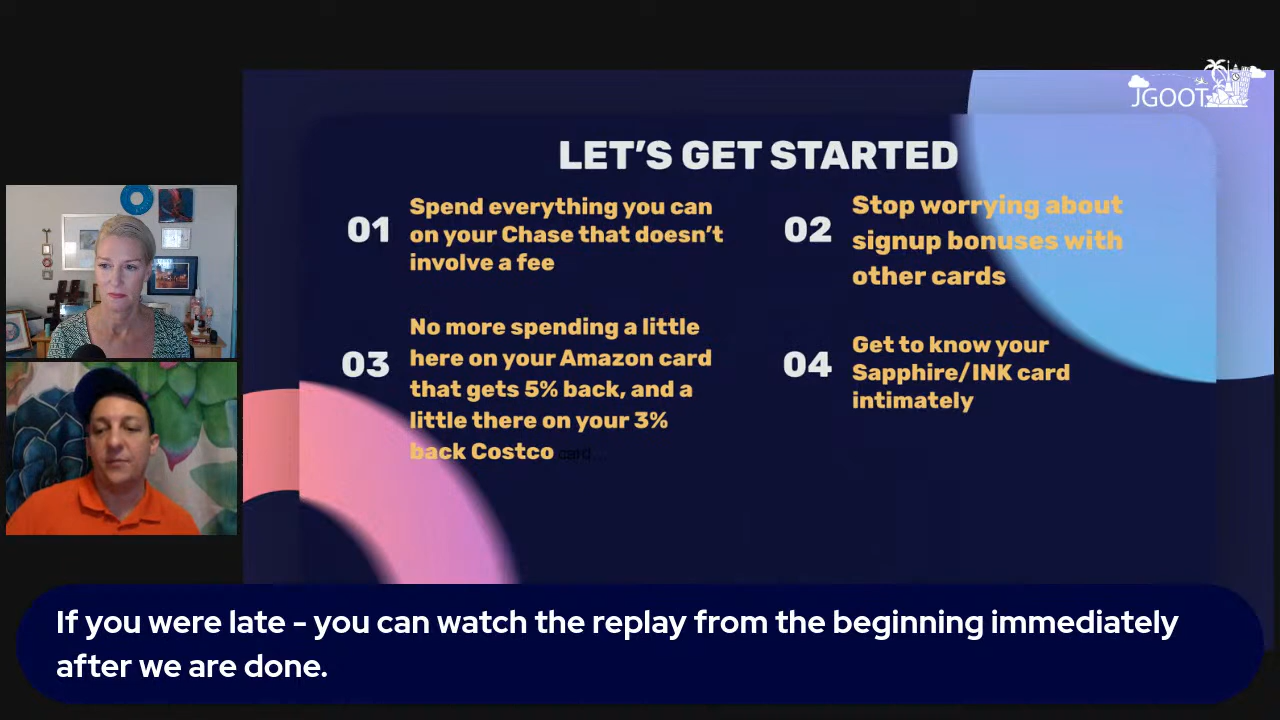 JGOOT
LET'S GET STARTED
01
Spend everything you can
on your Chase that doesn't
involve a fee
02
Stop worrying about
signup bonuses with
other cards
03
No more spending a little
here on your Amazon card
that gets 5% back, and a
little there on your 3%
back Costco card...
04
Get to know your
Sapphire/INK card
intimately
If you were late - you can watch the replay from the beginning immediately
after we are done.